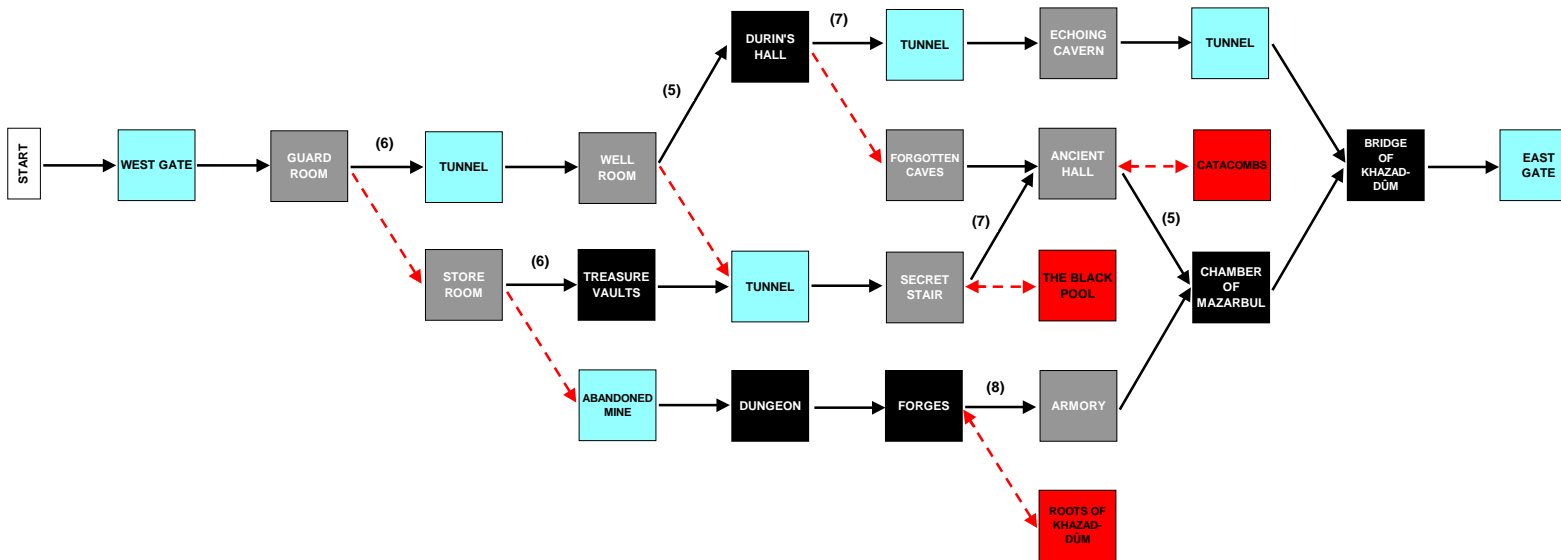 (7)
DURIN'S
HALL
TUNNEL
ECHOING
CAVERN
TUNNEL
(5)
START
WEST GATE
GUARD
ROOM
(6)
TUNNEL
WELL
ROOM
FORGOTTEN
CAVES
ANCIENT
HALL
CATACOMBS
BRIDGE
OF
KHAZAD-
DÛM
EAST
GATE
(7)
(5)
STORE
ROOM
(6)
TREASURE
VAULTS
TUNNEL
SECRET
STAIR
THE BLACK
POOL
CHAMBER
OF
MAZARBUL
ABANDONED
MINE
DUNGEON
FORGES
(8)
ARMORY
ROOTS OF
KHAZAD-
DÛM